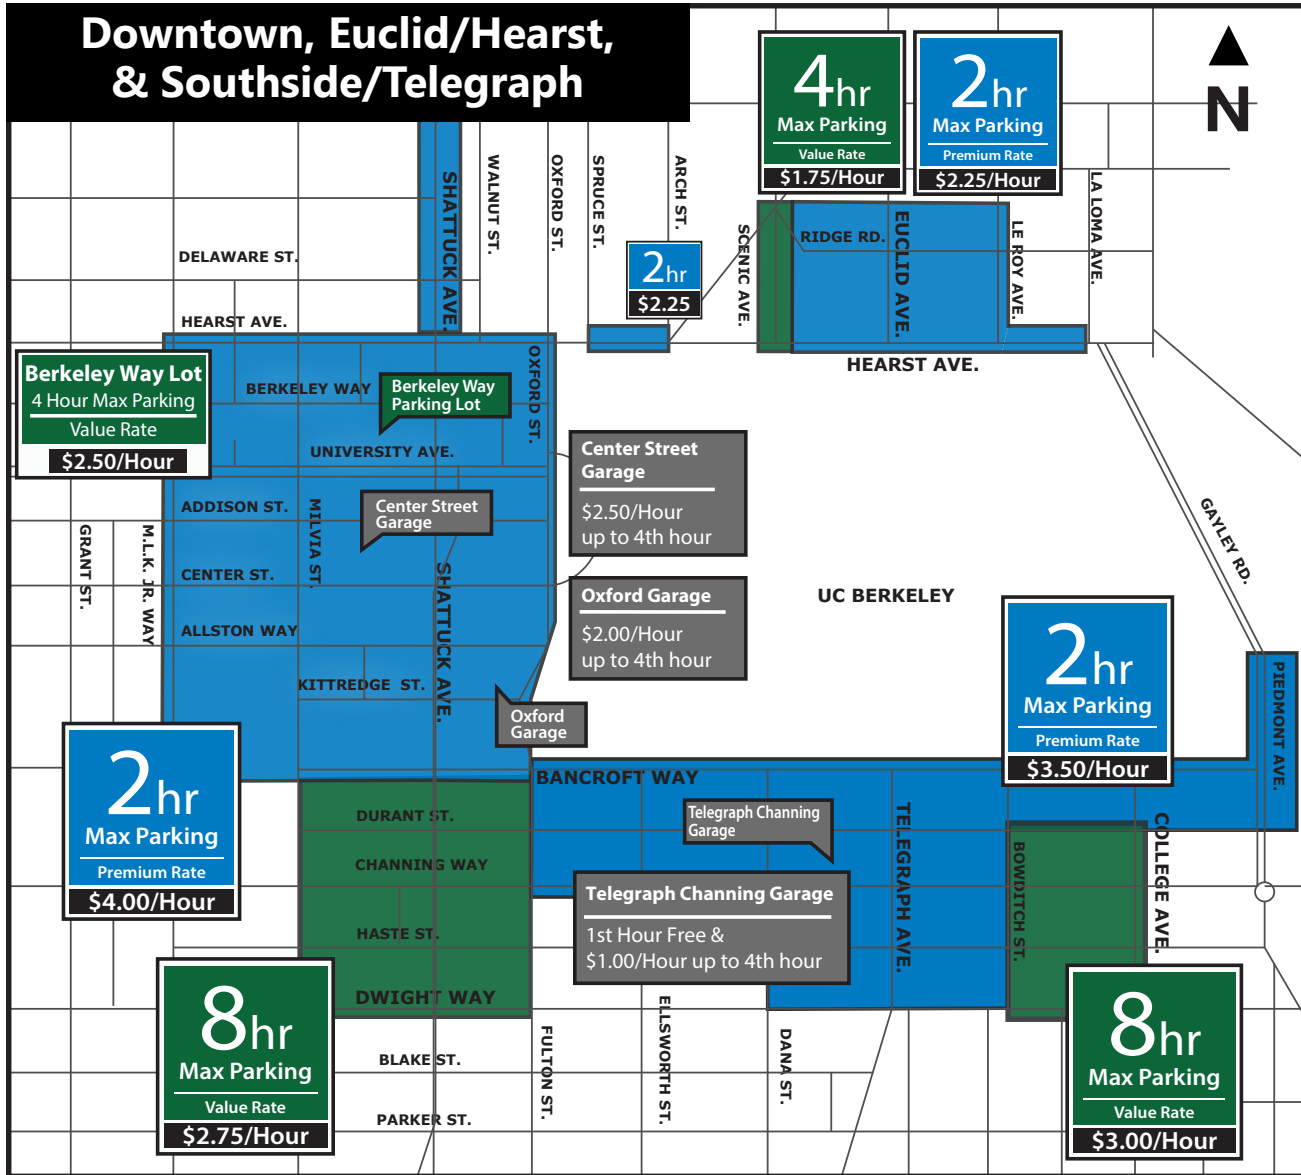 Downtown, Euclid/Hearst,
& Southside/Telegraph
4hr
Max Parking
Value Rate
$1.75/Hour
2hr
Max Parking
Premium Rate
$2.25/Hour
N
SHATTUCK AVE.
WALNUT ST.
OXFORD ST.
SPRUCE ST.
ARCH ST.
SCENIC AVE.
RIDGE RD.
EUCLID AVE.
LE ROY AVE.
LA LOMA AVE.
DELAWARE ST.
2hr
$2.25
HEARST AVE.
HEARST AVE.
Berkeley Way Lot
4 Hour Max Parking
Value Rate
$2.50/Hour
BERKELEY WAY
Berkeley Way
Parking Lot
OXFORD ST.
UNIVERSITY AVE.
Center Street
Garage
$2.50/Hour
up to 4th hour
ADDISON ST.
MILVIA ST.
Center Street
Garage
GRANT ST.
M.L.K. JR. WAY
CENTER ST.
SHATTUCK AVE.
GAYLEY RD.
UC BERKELEY
Oxford Garage
$2.00/Hour
up to 4th hour
ALLSTON WAY
KITTREDGE ST.
Oxford
Garage
2hr
Max Parking
Premium Rate
$3.50/Hour
PIEDMONT AVE.
2hr
Max Parking
Premium Rate
$4.00/Hour
BANCROFT WAY
DURANT ST.
Telegraph Channing
Garage
TELEGRAPH AVE.
BOWDITCH ST.
COLLEGE AVE.
CHANNING WAY
Telegraph Channing Garage
1st Hour Free &
$1.00/Hour up to 4th hour
HASTE ST.
DWIGHT WAY
8hr
Max Parking
Value Rate
$2.75/Hour
BLAKE ST.
PARKER ST.
FULTON ST.
ELLSWORTH ST.
DANA ST.
8hr
Max Parking
Value Rate
$3.00/Hour